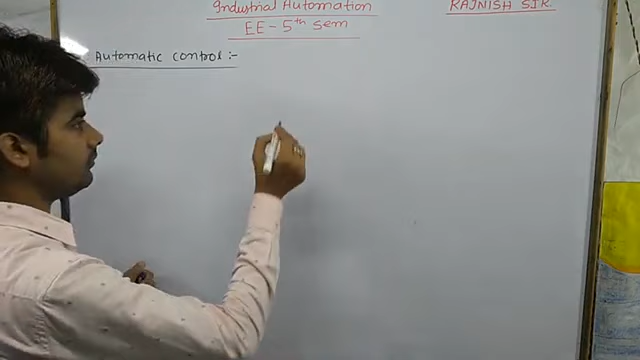 Industrial Automation
RAJNISH SIR
EE - 5th Sem
Automatic control :-